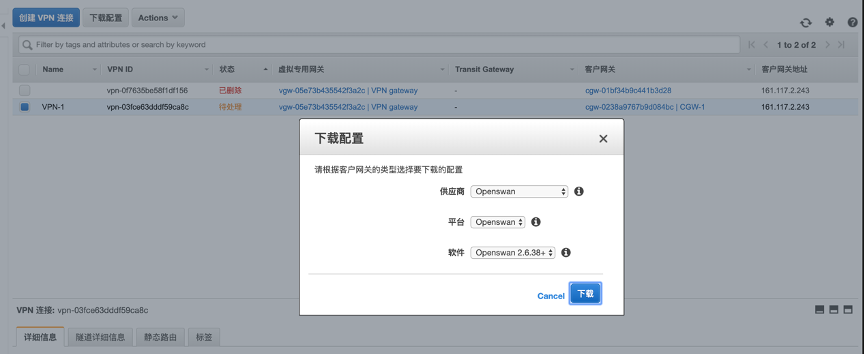 创建 VPN 连接 下载配置 Actions
Filter by tags and attributes or search by keyword 1 to 2 of 2
Name VPN ID 状态 虚拟专用网关 Transit Gateway 客户网关 客户网关地址
vpn-0f7635be58f1df156 已删除 vgw-05e73b435542f3a2c | VPN gateway - cgw-01bf34b9c441b3d28 161.117.2.243
VPN-1 vpn-03fce63dddf59ca8c 待处理 vgw-05e73b435542f3a2c | VPN gateway - cgw-0238a9767b9d084bc | CGW-1 161.117.2.243
下载配置
请根据客户网关的类型选择要下载的配置
供应商 Openswan
平台 Openswan
软件 Openswan 2.6.38+
Cancel 下载
VPN 连接: vpn-03fce63dddf59ca8c
详细信息 隧道详细信息 静态路由 标签